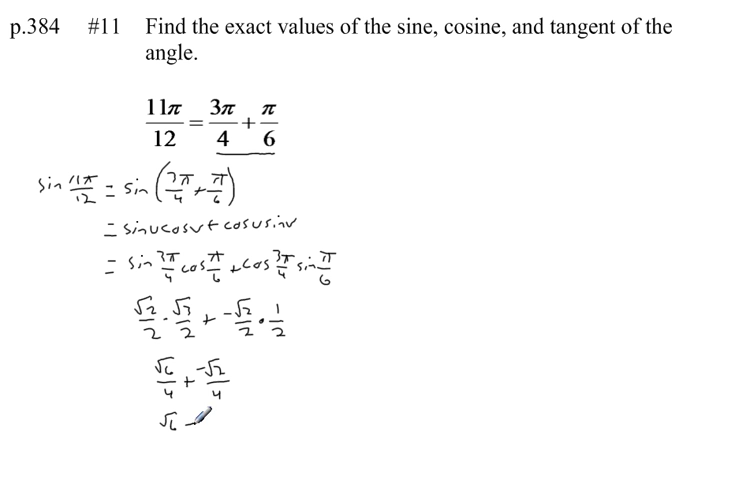 p.384 #11 Find the exact values of the sine, cosine, and tangent of the
angle.
11π/12 = 3π/4 + π/6
sin 11π/12 = sin (3π/4 + π/6)
= sinucosv + cosusinv
= sin 3π/4 cos π/6 + cos 3π/4 sin π/6
√2/2 · √3/2 + -√2/2 · 1/2
√6/4 + -√2/4
√6 -